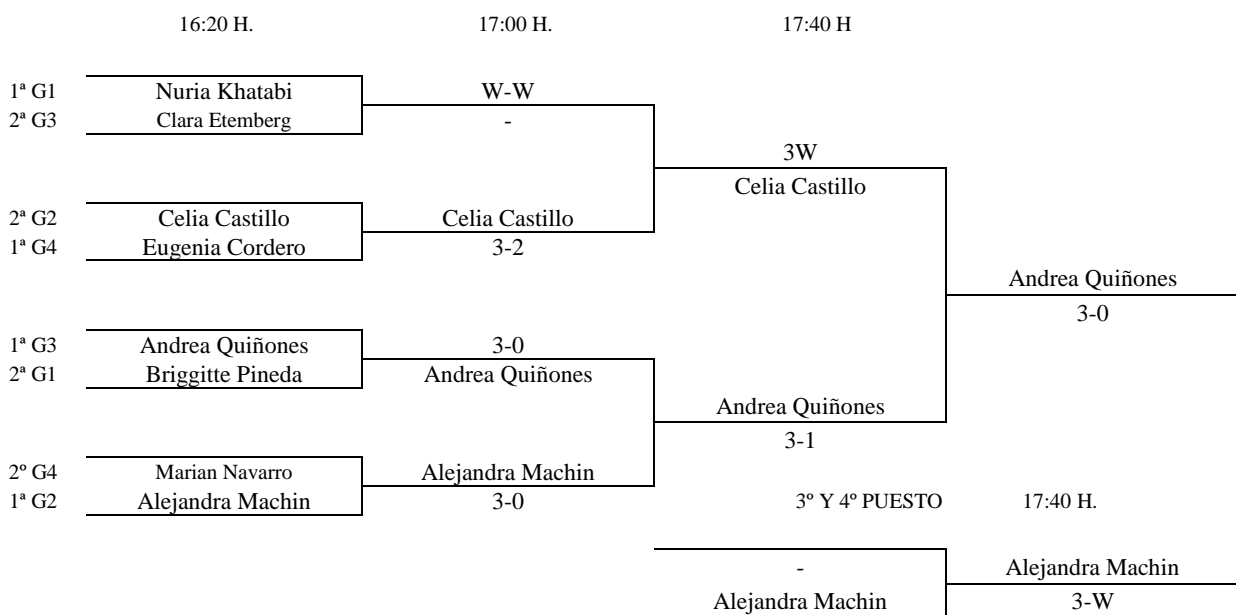 16:20 H. 17:00 H. 17:40 H
1ª G1 Nuria Khatabi W-W
2ª G3 Clara Etemberg -
3W
Celia Castillo
2ª G2 Celia Castillo Celia Castillo
1ª G4 Eugenia Cordero 3-2
Andrea Quiñones
3-0
1ª G3 Andrea Quiñones 3-0
2ª G1 Briggitte Pineda Andrea Quiñones
Andrea Quiñones
3-1
2º G4 Marian Navarro Alejandra Machin
1ª G2 Alejandra Machin 3-0 3º Y 4º PUESTO 17:40 H.
- Alejandra Machin
Alejandra Machin 3-W